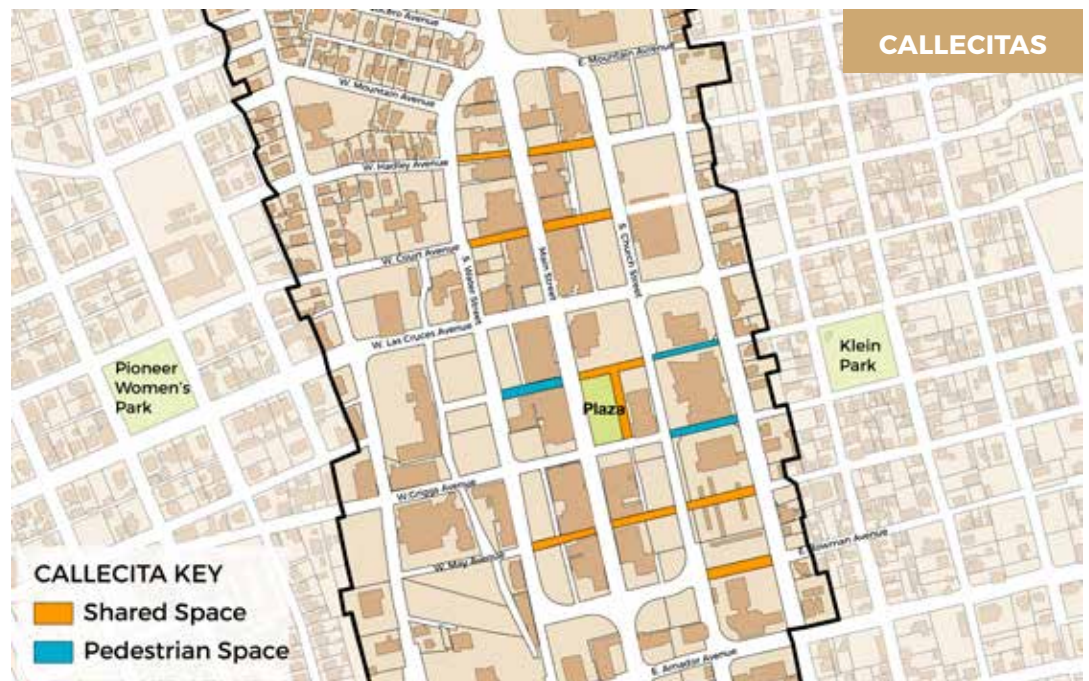 CALLECITAS
E. Mountain Avenue
W. Mountain Avenue
W. Hadley Avenue
W. Court Avenue
S. Water Street
Main Street
S. Church Street
W. Las Cruces Avenue
Pioneer
Women's
Park
Klein
Park
Plaza
W. Griggs Avenue
W. May Avenue
E. Bowman Avenue
S. Amador Avenue
CALLECITA KEY
Shared Space
Pedestrian Space